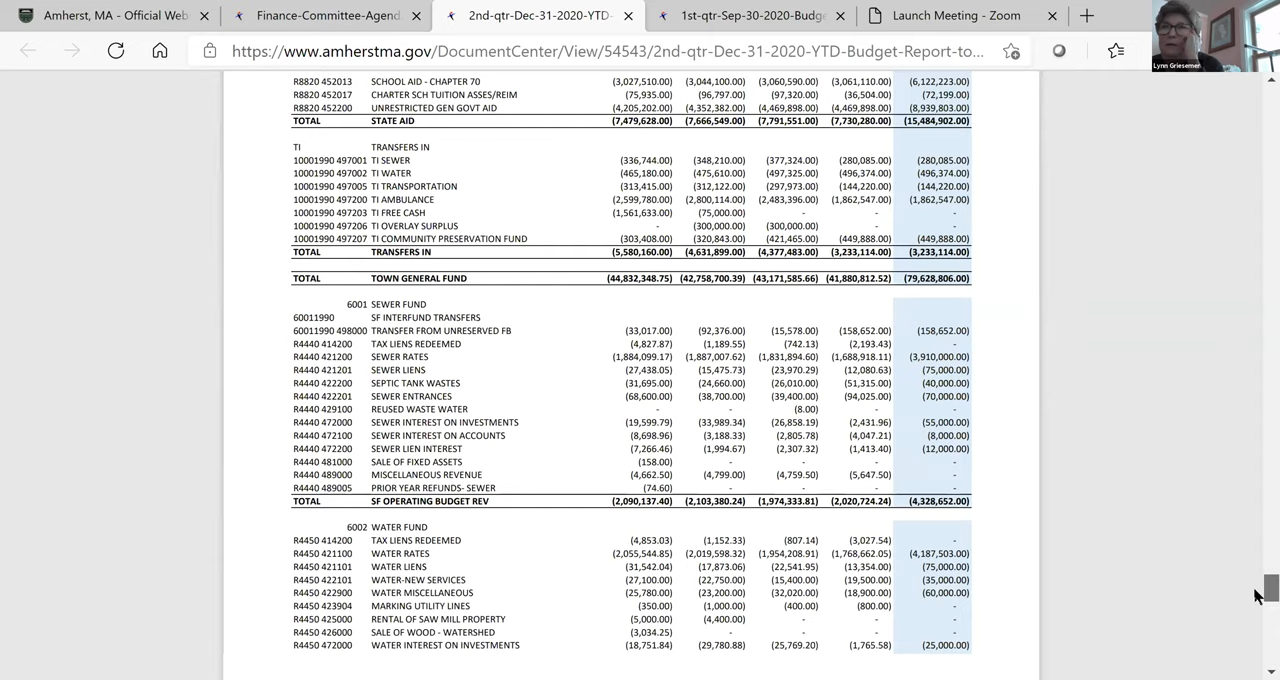 Amherst, MA - Official Web
Finance-Committee-Agend
2nd-qtr-Dec-31-2020-YTD-
1st-qtr-Sep-30-2020-Budge
Launch Meeting - Zoom
https://www.amherstma.gov/DocumentCenter/View/54543/2nd-qtr-Dec-31-2020-YTD-Budget-Report-to...
Lynn Griesemer
R8820 452013 SCHOOL AID - CHAPTER 70 (3,027,510.00) (3,044,100.00) (3,060,590.00) (3,061,110.00) (6,122,223.00)
R8820 452017 CHARTER SCH TUITION ASSES/REIM (75,935.00) (96,797.00) (97,320.00) (36,504.00) (72,199.00)
R8820 452200 UNRESTRICTED GEN GOVT AID (4,205,202.00) (4,352,382.00) (4,469,898.00) (4,469,898.00) (8,939,803.00)
TOTAL STATE AID (7,479,628.00) (7,666,549.00) (7,791,551.00) (7,730,280.00) (15,484,902.00)
TI TRANSFERS IN
10001990 497001 TI SEWER (336,744.00) (348,210.00) (377,324.00) (280,085.00) (280,085.00)
10001990 497002 TI WATER (465,180.00) (475,610.00) (497,325.00) (496,374.00) (496,374.00)
10001990 497005 TI TRANSPORTATION (313,415.00) (312,122.00) (297,973.00) (144,220.00) (144,220.00)
10001990 497200 TI AMBULANCE (2,599,780.00) (2,800,114.00) (2,483,396.00) (1,862,547.00) (1,862,547.00)
10001990 497203 TI FREE CASH (1,561,633.00) (75,000.00) - - -
10001990 497206 TI OVERLAY SURPLUS - (300,000.00) (300,000.00) - -
10001990 497207 TI COMMUNITY PRESERVATION FUND (303,408.00) (320,843.00) (421,465.00) (449,888.00) (449,888.00)
TOTAL TRANSFERS IN (5,580,160.00) (4,631,899.00) (4,377,483.00) (3,233,114.00) (3,233,114.00)
TOTAL TOWN GENERAL FUND (44,832,348.75) (42,758,700.39) (43,171,585.66) (41,880,812.52) (79,628,806.00)
6001 SEWER FUND
60011990 SF INTERFUND TRANSFERS
60011990 498000 TRANSFER FROM UNRESERVED FB (33,017.00) (92,376.00) (15,578.00) (158,652.00) (158,652.00)
R4440 414200 TAX LIENS REDEEMED (4,827.87) (1,189.55) (742.13) (2,193.43) -
R4440 421200 SEWER RATES (1,884,099.17) (1,887,007.62) (1,831,894.60) (1,688,918.11) (3,910,000.00)
R4440 421201 SEWER LIENS (27,438.05) (15,475.73) (23,970.29) (12,080.63) (75,000.00)
R4440 422200 SEPTIC TANK WASTES (31,695.00) (24,660.00) (26,010.00) (51,315.00) (40,000.00)
R4440 422201 SEWER ENTRANCES (68,600.00) (38,700.00) (39,400.00) (94,025.00) (70,000.00)
R4440 429100 REUSED WASTE WATER - - (8.00) - -
R4440 472000 SEWER INTEREST ON INVESTMENTS (19,599.79) (33,989.34) (26,858.19) (2,431.96) (55,000.00)
R4440 472100 SEWER INTEREST ON ACCOUNTS (8,698.96) (3,188.33) (2,805.78) (4,047.21) (8,000.00)
R4440 472200 SEWER LIEN INTEREST (7,266.46) (1,994.67) (2,307.32) (1,413.40) (12,000.00)
R4440 481000 SALE OF FIXED ASSETS (158.00) - - - -
R4440 489000 MISCELLANEOUS REVENUE (4,662.50) (4,799.00) (4,759.50) (5,647.50) -
R4440 489005 PRIOR YEAR REFUNDS- SEWER (74.60) - - - -
TOTAL SF OPERATING BUDGET REV (2,090,137.40) (2,103,380.24) (1,974,333.81) (2,020,724.24) (4,328,652.00)
6002 WATER FUND
R4450 414200 TAX LIENS REDEEMED (4,853.03) (1,152.33) (807.14) (3,027.54) -
R4450 421100 WATER RATES (2,055,544.85) (2,019,598.32) (1,954,208.91) (1,768,662.05) (4,187,503.00)
R4450 421101 WATER LIENS (31,542.04) (17,873.06) (22,541.95) (13,354.00) (75,000.00)
R4450 422101 WATER-NEW SERVICES (27,100.00) (22,750.00) (15,400.00) (19,500.00) (35,000.00)
R4450 422900 WATER MISCELLANEOUS (25,780.00) (23,200.00) (32,020.00) (18,900.00) (60,000.00)
R4450 423904 MARKING UTILITY LINES (350.00) (1,000.00) (400.00) (800.00) -
R4450 425000 RENTAL OF SAW MILL PROPERTY (5,000.00) (4,400.00) - - -
R4450 426000 SALE OF WOOD - WATERSHED (3,034.25) - - - -
R4450 472000 WATER INTEREST ON INVESTMENTS (18,751.84) (29,780.88) (25,769.20) (1,765.58) (25,000.00)